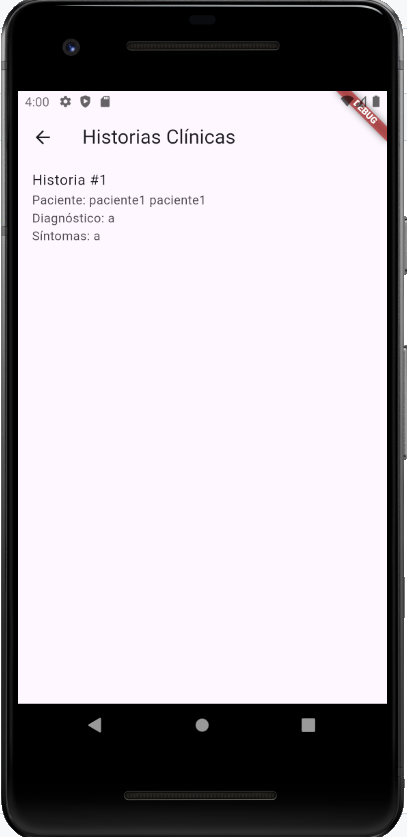 4:00
DEBUG
Historias Clínicas
Historia #1
Paciente: paciente1 paciente1
Diagnóstico: a
Síntomas: a